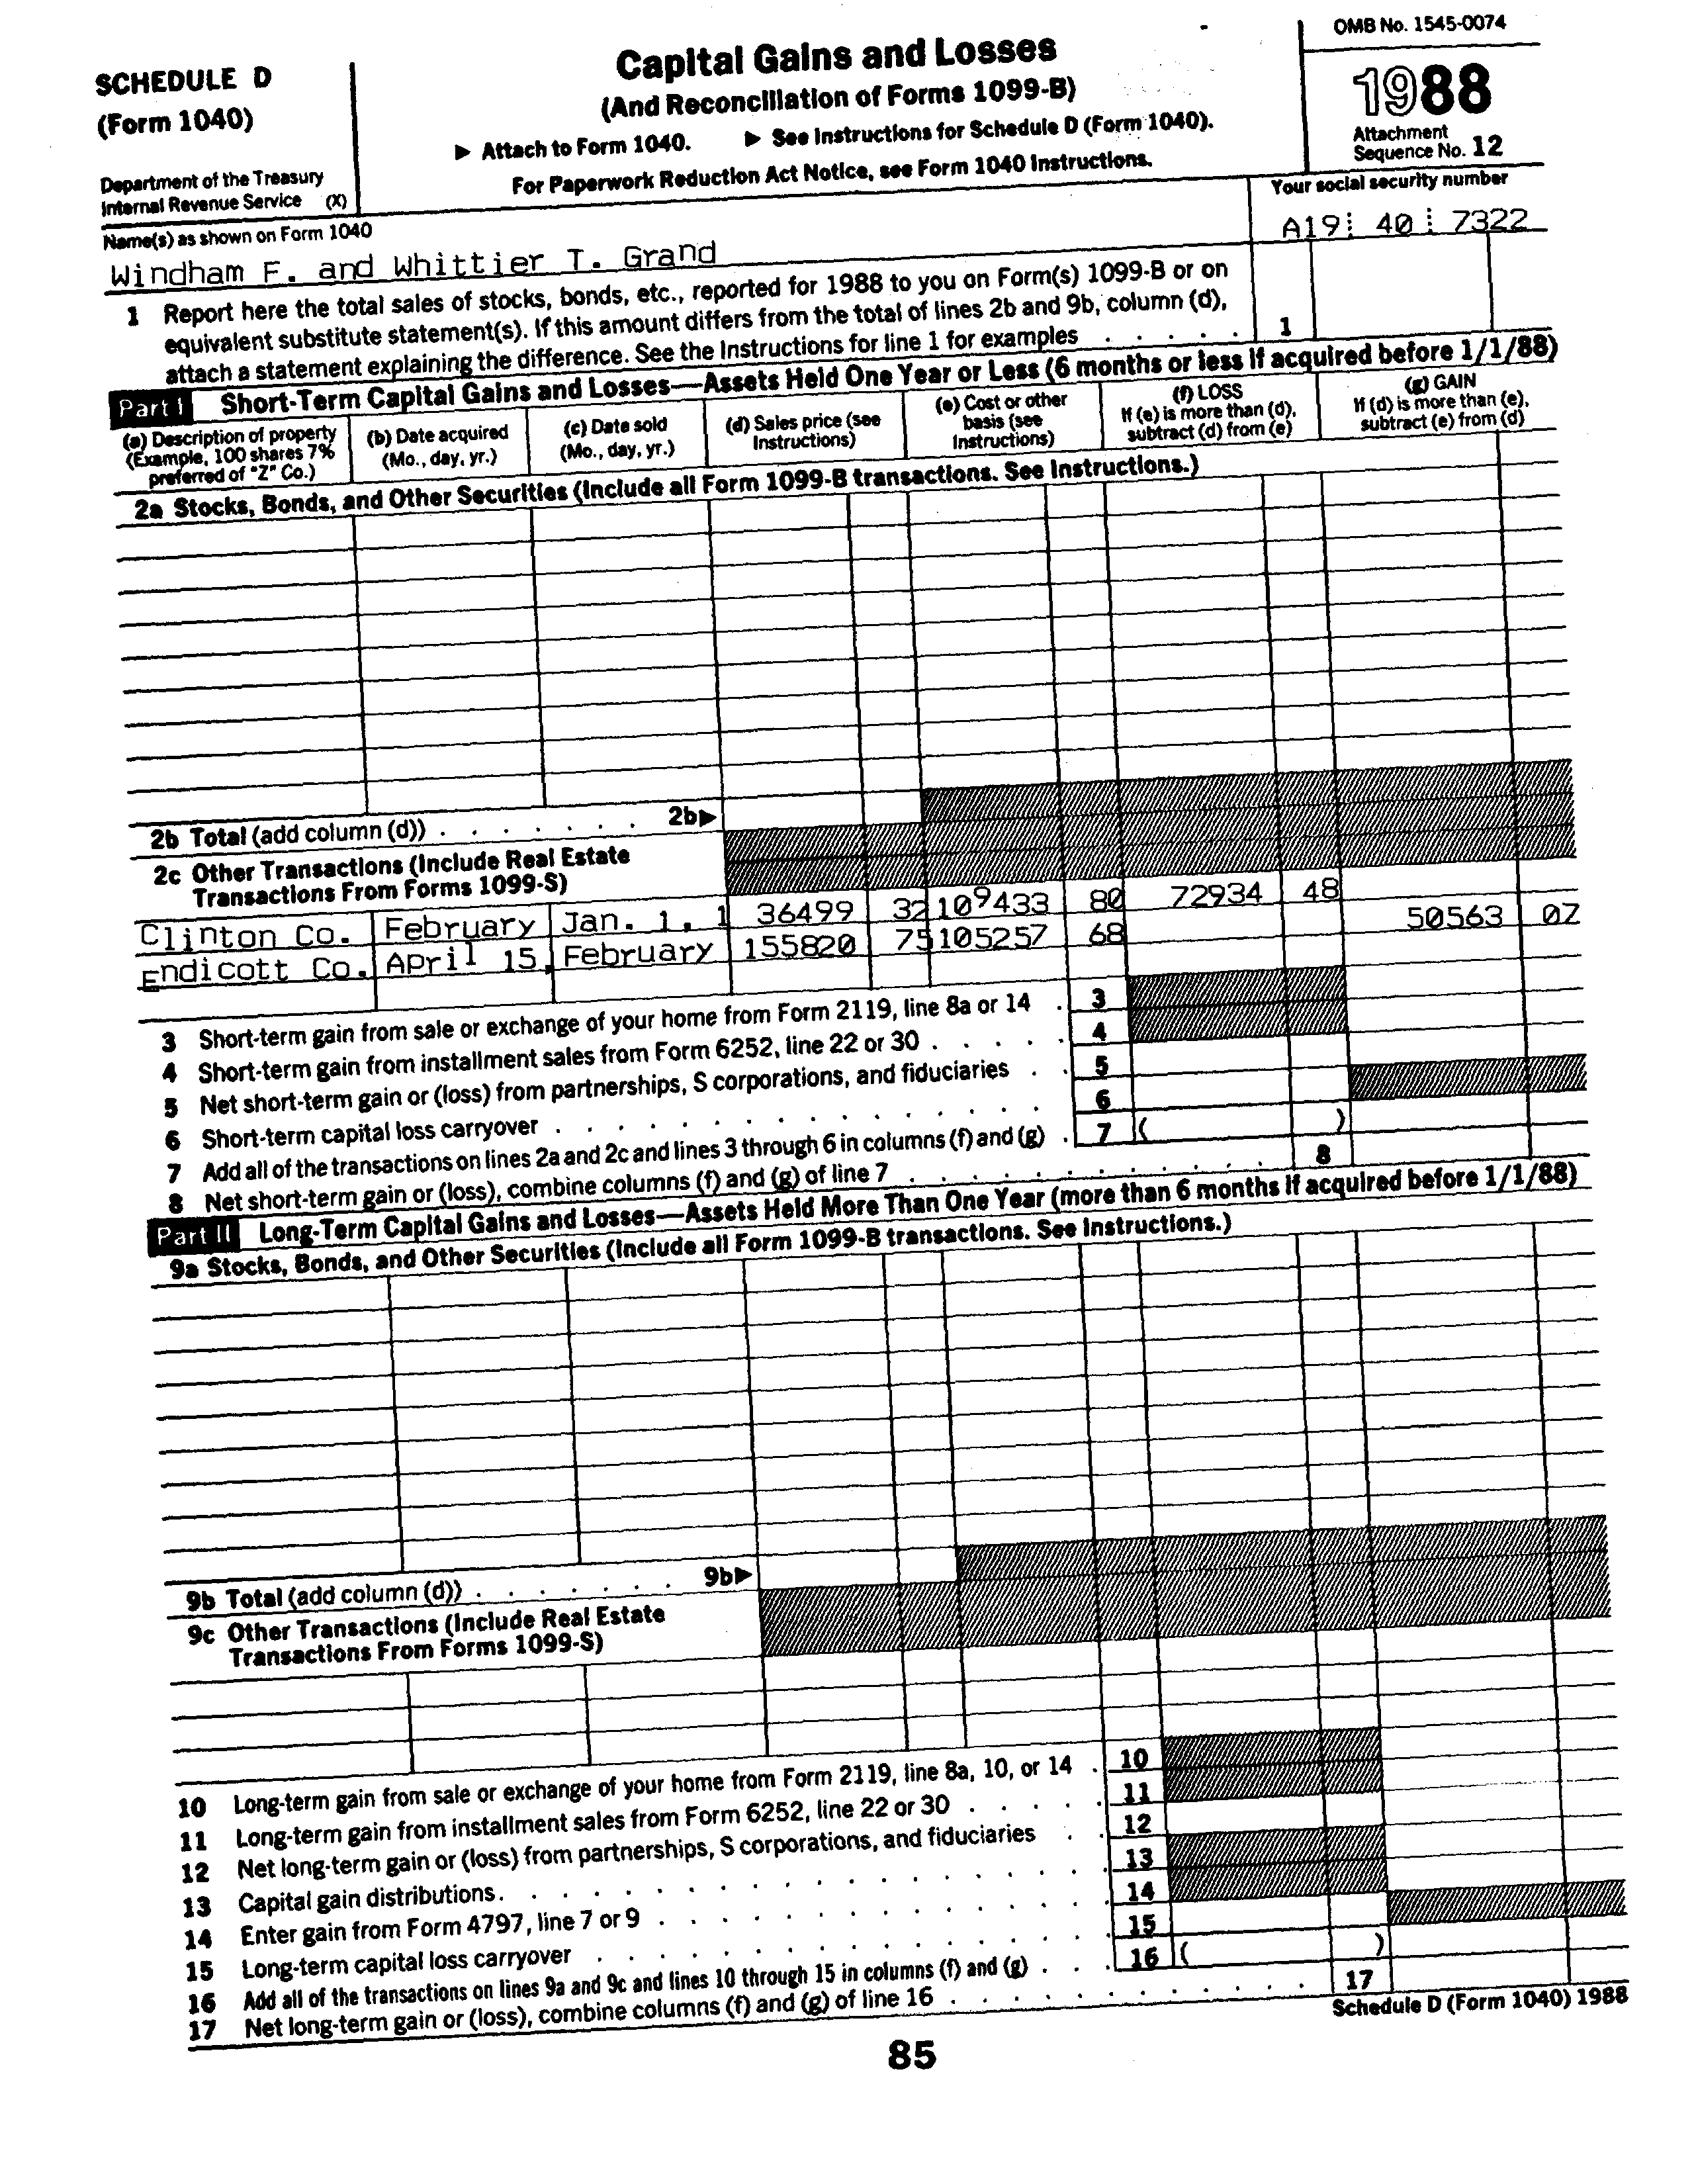 SCHEDULE D
(Form 1040)
Department of the Treasury
Internal Revenue Service (X)
Capital Gains and Losses
(And Reconciliation of Forms 1099-B)
▶ Attach to Form 1040. ▶ See Instructions for Schedule D (Form 1040).
For Paperwork Reduction Act Notice, see Form 1040 Instructions.
OMB No. 1545-0074
1988
Attachment
Sequence No. 12
Name(s) as shown on Form 1040
Windham F. and Whittier T. Grand
Your social security number
A19 40 7322
1 Report here the total sales of stocks, bonds, etc., reported for 1988 to you on Form(s) 1099-B or on
equivalent substitute statement(s). If this amount differs from the total of lines 2b and 9b, column (d),
attach a statement explaining the difference. See the Instructions for line 1 for examples . . . . . 1
Part I Short-Term Capital Gains and Losses—Assets Held One Year or Less (6 months or less if acquired before 1/1/88)
(a) Description of property
(Example, 100 shares 7%
preferred of "Z" Co.)
(b) Date acquired
(Mo., day, yr.)
(c) Date sold
(Mo., day, yr.)
(d) Sales price (see
Instructions)
(e) Cost or other
basis (see
Instructions)
(f) LOSS
If (e) is more than (d),
subtract (d) from (e)
(g) GAIN
If (d) is more than (e),
subtract (e) from (d)
2a Stocks, Bonds, and Other Securities (Include all Form 1099-B transactions. See Instructions.)
2b Total (add column (d)) . . . . . . . 2b▶
2c Other Transactions (Include Real Estate
Transactions From Forms 1099-S)
Clinton Co. February Jan. 1, 1 36499 32 109433 80 72934 48
Endicott Co. April 15, February 155820 75 105257 68 50563 07
3 Short-term gain from sale or exchange of your home from Form 2119, line 8a or 14 . 3
4 Short-term gain from installment sales from Form 6252, line 22 or 30 . . . . . 4
5 Net short-term gain or (loss) from partnerships, S corporations, and fiduciaries . . 5
6 Short-term capital loss carryover . . . . . . . . . . . . . 6
7 Add all of the transactions on lines 2a and 2c and lines 3 through 6 in columns (f) and (g) . 7 ( )
8 Net short-term gain or (loss), combine columns (f) and (g) of line 7 . . . . . . . . . . . . 8
Part II Long-Term Capital Gains and Losses—Assets Held More Than One Year (more than 6 months if acquired before 1/1/88)
9a Stocks, Bonds, and Other Securities (Include all Form 1099-B transactions. See Instructions.)
9b Total (add column (d)) . . . . . . . 9b▶
9c Other Transactions (Include Real Estate
Transactions From Forms 1099-S)
10 Long-term gain from sale or exchange of your home from Form 2119, line 8a, 10, or 14 . 10
11 Long-term gain from installment sales from Form 6252, line 22 or 30 . . . . . 11
12 Net long-term gain or (loss) from partnerships, S corporations, and fiduciaries . . 12
13 Capital gain distributions . . . . . . . . . . . . . . . 13
14 Enter gain from Form 4797, line 7 or 9 . . . . . . . . . . . 14
15 Long-term capital loss carryover . . . . . . . . . . . . . 15
16 Add all of the transactions on lines 9a and 9c and lines 10 through 15 in columns (f) and (g) . . . 16 ( )
17 Net long-term gain or (loss), combine columns (f) and (g) of line 16 . . . . . . . . . . . 17
Schedule D (Form 1040) 1988
85